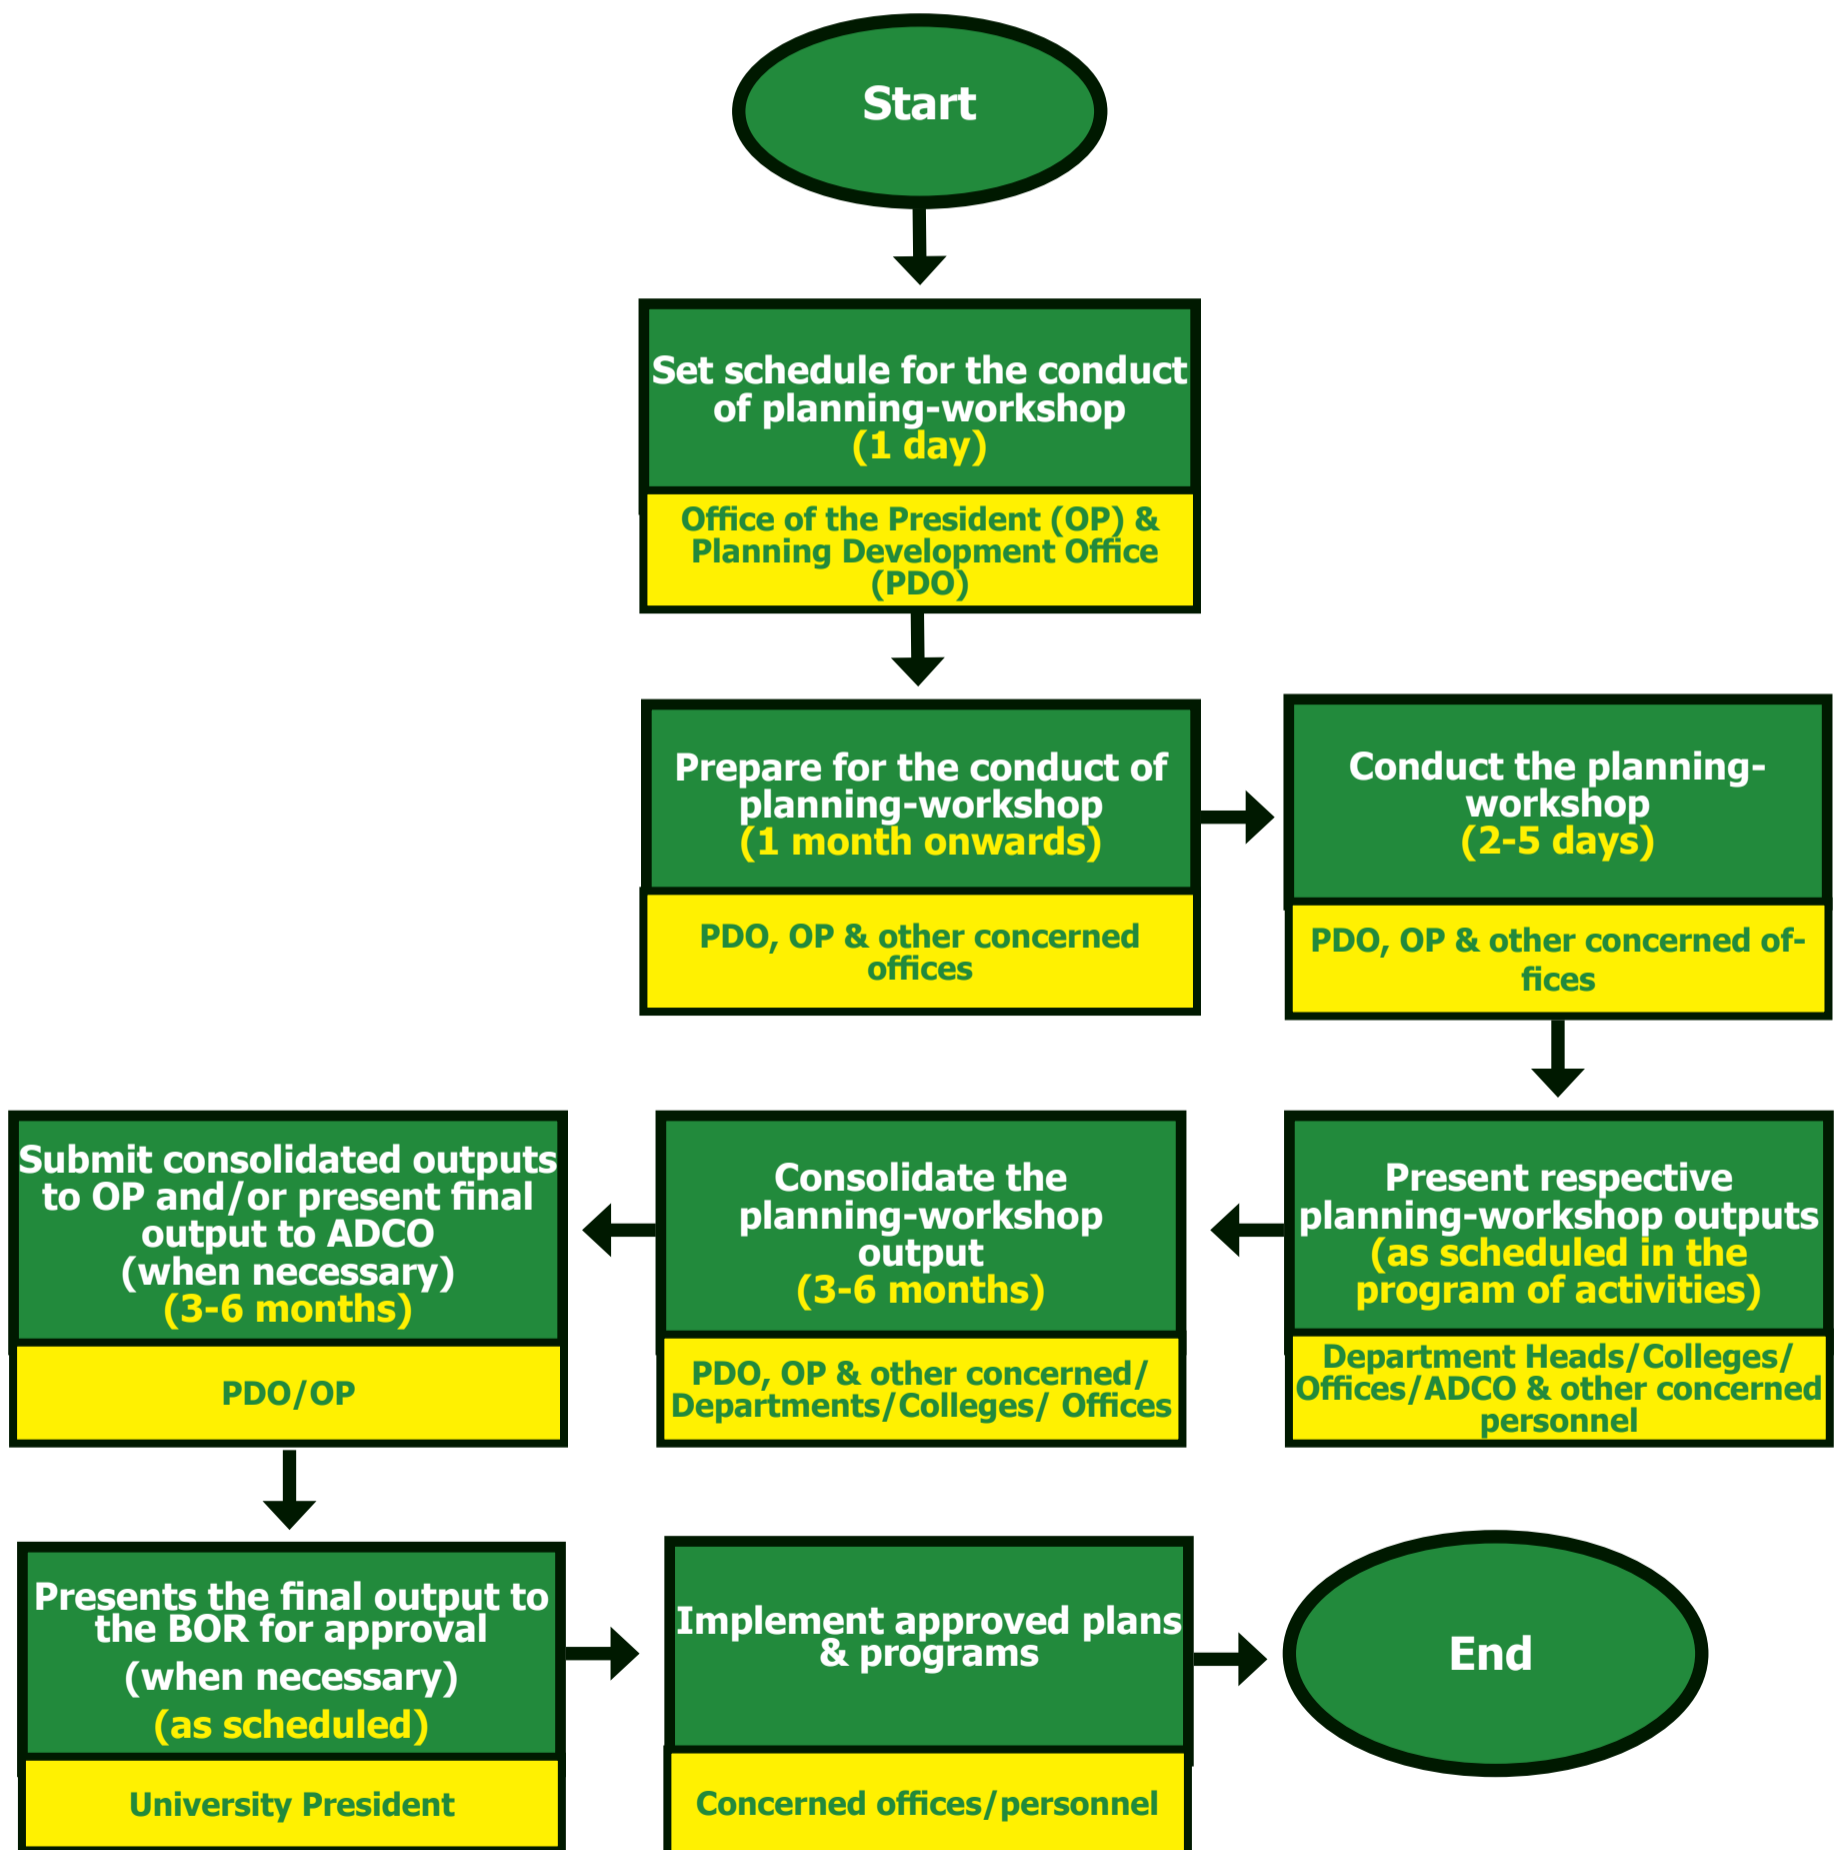 Start
Set schedule for the conduct
of planning-workshop
(1 day)
Office of the President (OP) &
Planning Development Office
(PDO)
Prepare for the conduct of
planning-workshop
(1 month onwards)
PDO, OP & other concerned
offices
Conduct the planning-
workshop
(2-5 days)
PDO, OP & other concerned of-
fices
Present respective
planning-workshop outputs
(as scheduled in the
program of activities)
Department Heads/Colleges/
Offices/ADCO & other concerned
personnel
Consolidate the
planning-workshop
output
(3-6 months)
PDO, OP & other concerned/
Departments/Colleges/ Offices
Submit consolidated outputs
to OP and/or present final
output to ADCO
(when necessary)
(3-6 months)
PDO/OP
Presents the final output to
the BOR for approval
(when necessary)
(as scheduled)
University President
Implement approved plans
& programs
Concerned offices/personnel
End